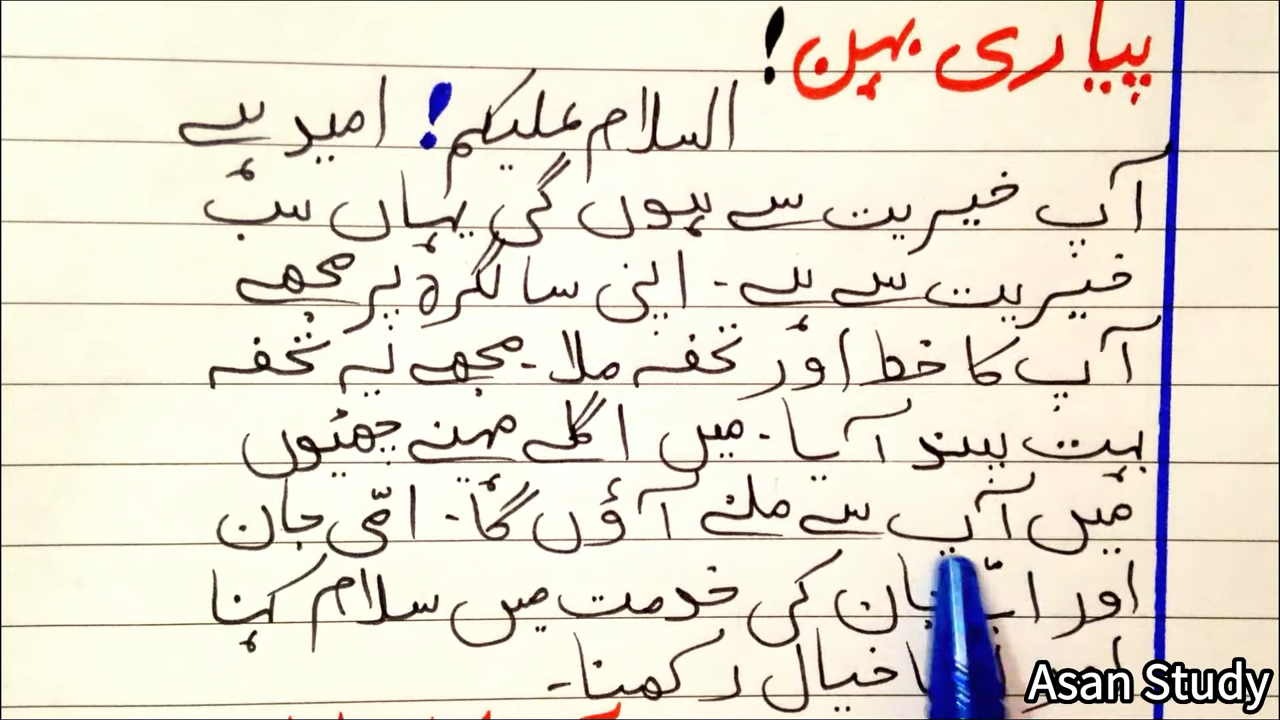 پیاری بہن!
السلام علیکم! امید ہے
آپ خیریت سے ہوں گی یہاں سب
خیریت سے ہے۔ اپنی سالگرہ پر مجھے
آپ کا خط اور تحفہ ملا۔ مجھے یہ تحفہ
بہت پسند آیا۔ میں اگلے مہینے چھٹیوں
میں آپ سے ملنے آؤں گا۔ امّی جان
اور ابّ جان کی خدمت میں سلام کہنا
خیال رکھنا۔
Asan Study